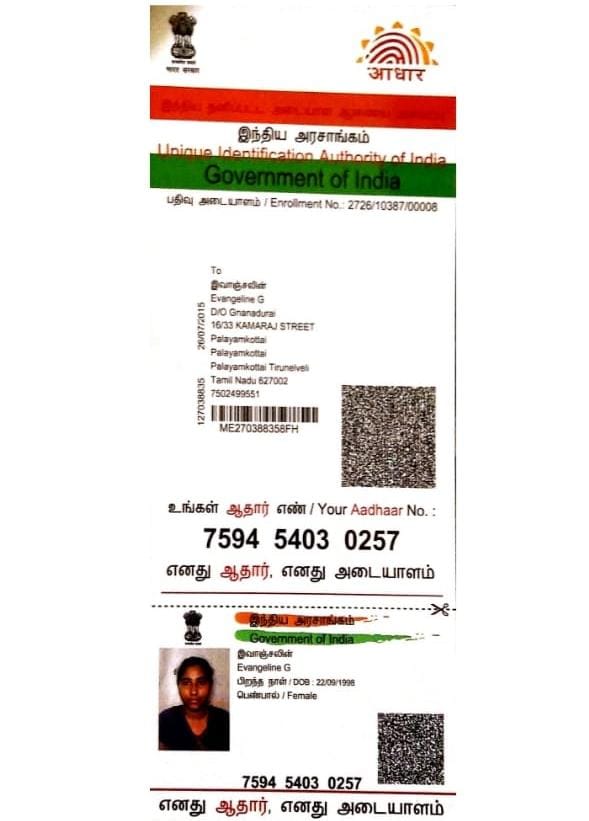 भारत सरकार
आधार
இந்திய அரசாங்கம்
Unique Identification Authority of India
Government of India
பதிவு அடையாளம் / Enrollment No.: 2726/10387/00008
To
இவாஞ்சலின்
Evangeline G
D/O Gnanadurai
16/33 KAMARAJ STREET
Palayamkottai
Palayamkottai
Palayamkottai Tirunelveli
Tamil Nadu 627002
7502499551
127038835 26/07/2015
ME270388358FH
உங்கள் ஆதார் எண் / Your Aadhaar No. :
7594 5403 0257
எனது ஆதார், எனது அடையாளம்
இந்திய அரசாங்கம்
Government of India
இவாஞ்சலின்
Evangeline G
பிறந்த நாள் / DOB : 22/09/1998
பெண்பால் / Female
7594 5403 0257
எனது ஆதார், எனது அடையாளம்